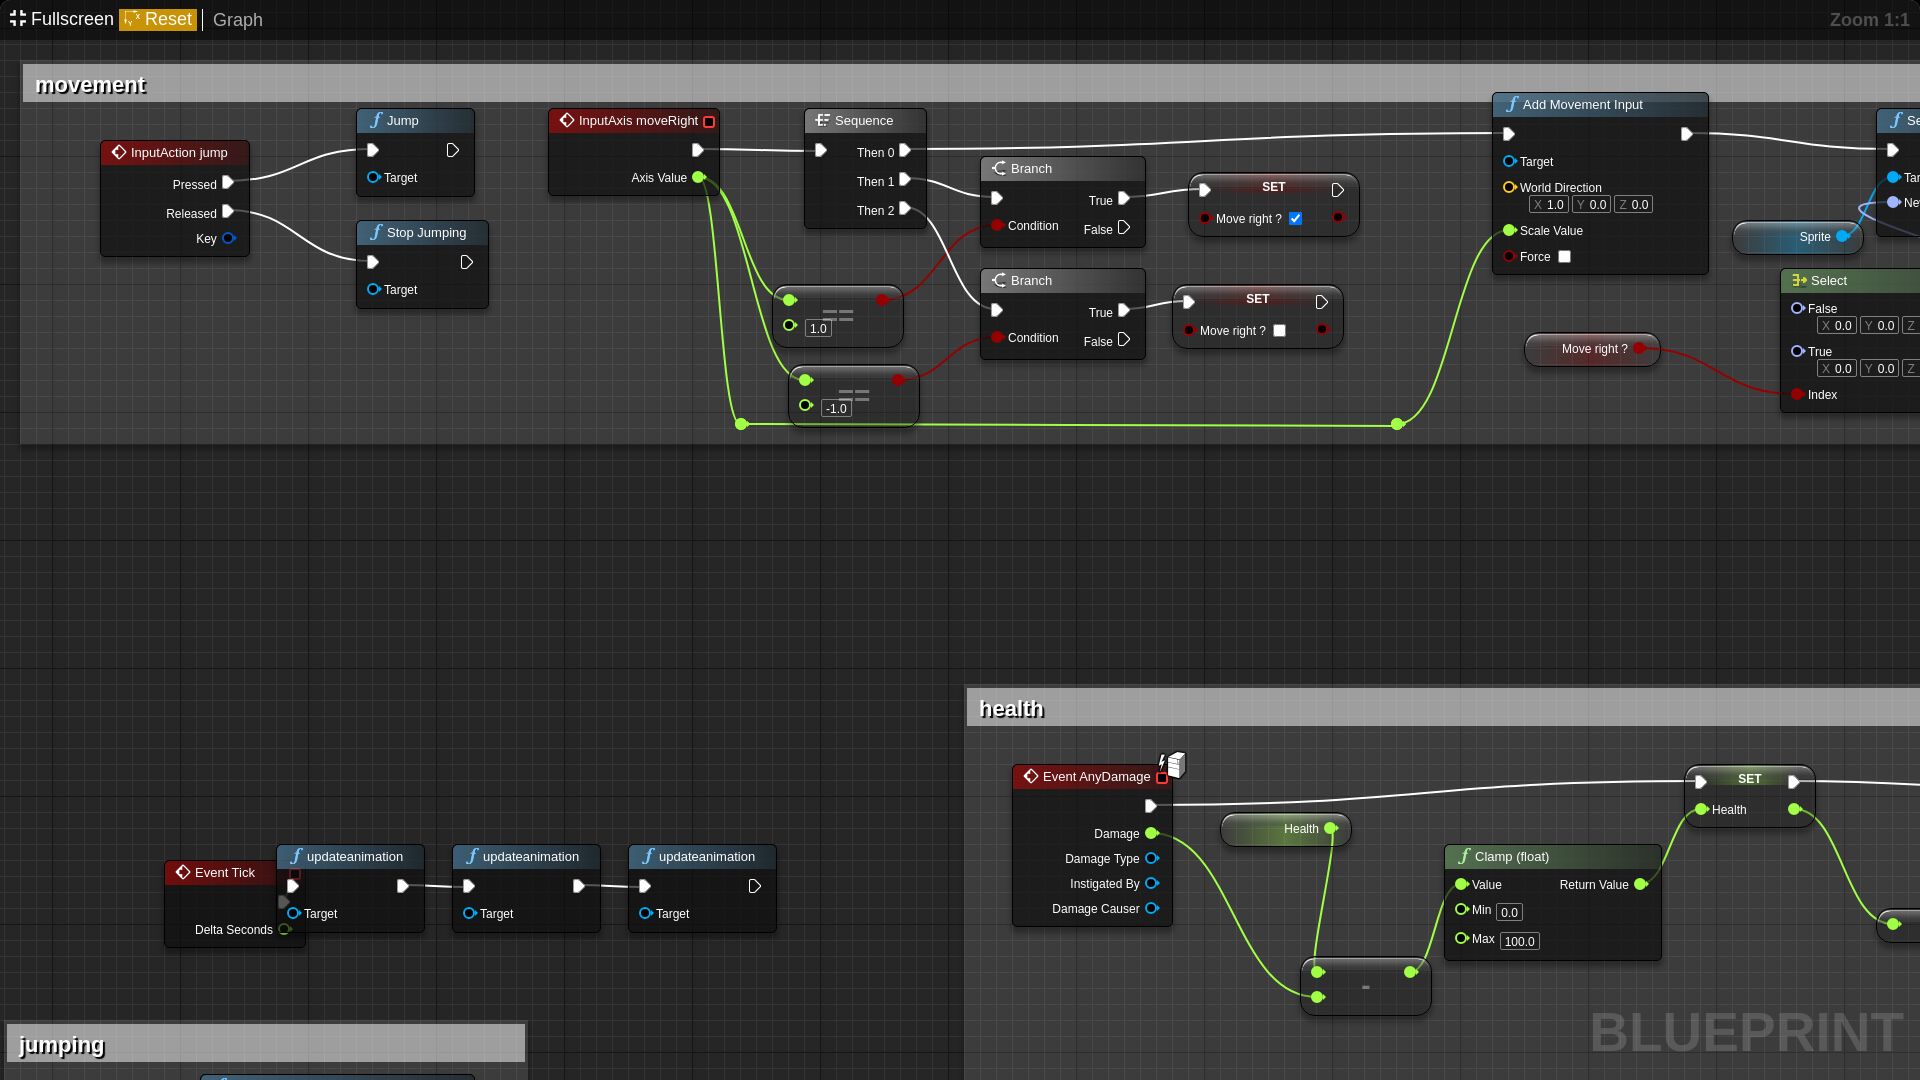 Fullscreen Reset Graph Zoom 1:1
movement
InputAction jump
Pressed
Released
Key
Jump
Target
Stop Jumping
Target
InputAxis moveRight
Axis Value
Sequence
Then 0
Then 1
Then 2
== 
1.0
==
-1.0
Branch
True
Condition
False
Branch
True
Condition
False
SET
Move right ?
SET
Move right ?
Add Movement Input
Target
World Direction
X 1.0 Y 0.0 Z 0.0
Scale Value
Force
Sprite
Move right ?
Se
Tar
Ne
Select
False
X 0.0 Y 0.0 Z
True
X 0.0 Y 0.0 Z
Index
Event Tick
Delta Seconds
updateanimation
Target
updateanimation
Target
updateanimation
Target
health
Event AnyDamage
Damage
Damage Type
Instigated By
Damage Causer
Health
-
Clamp (float)
Value Return Value
Min 0.0
Max 100.0
SET
Health
BLUEPRINT
jumping